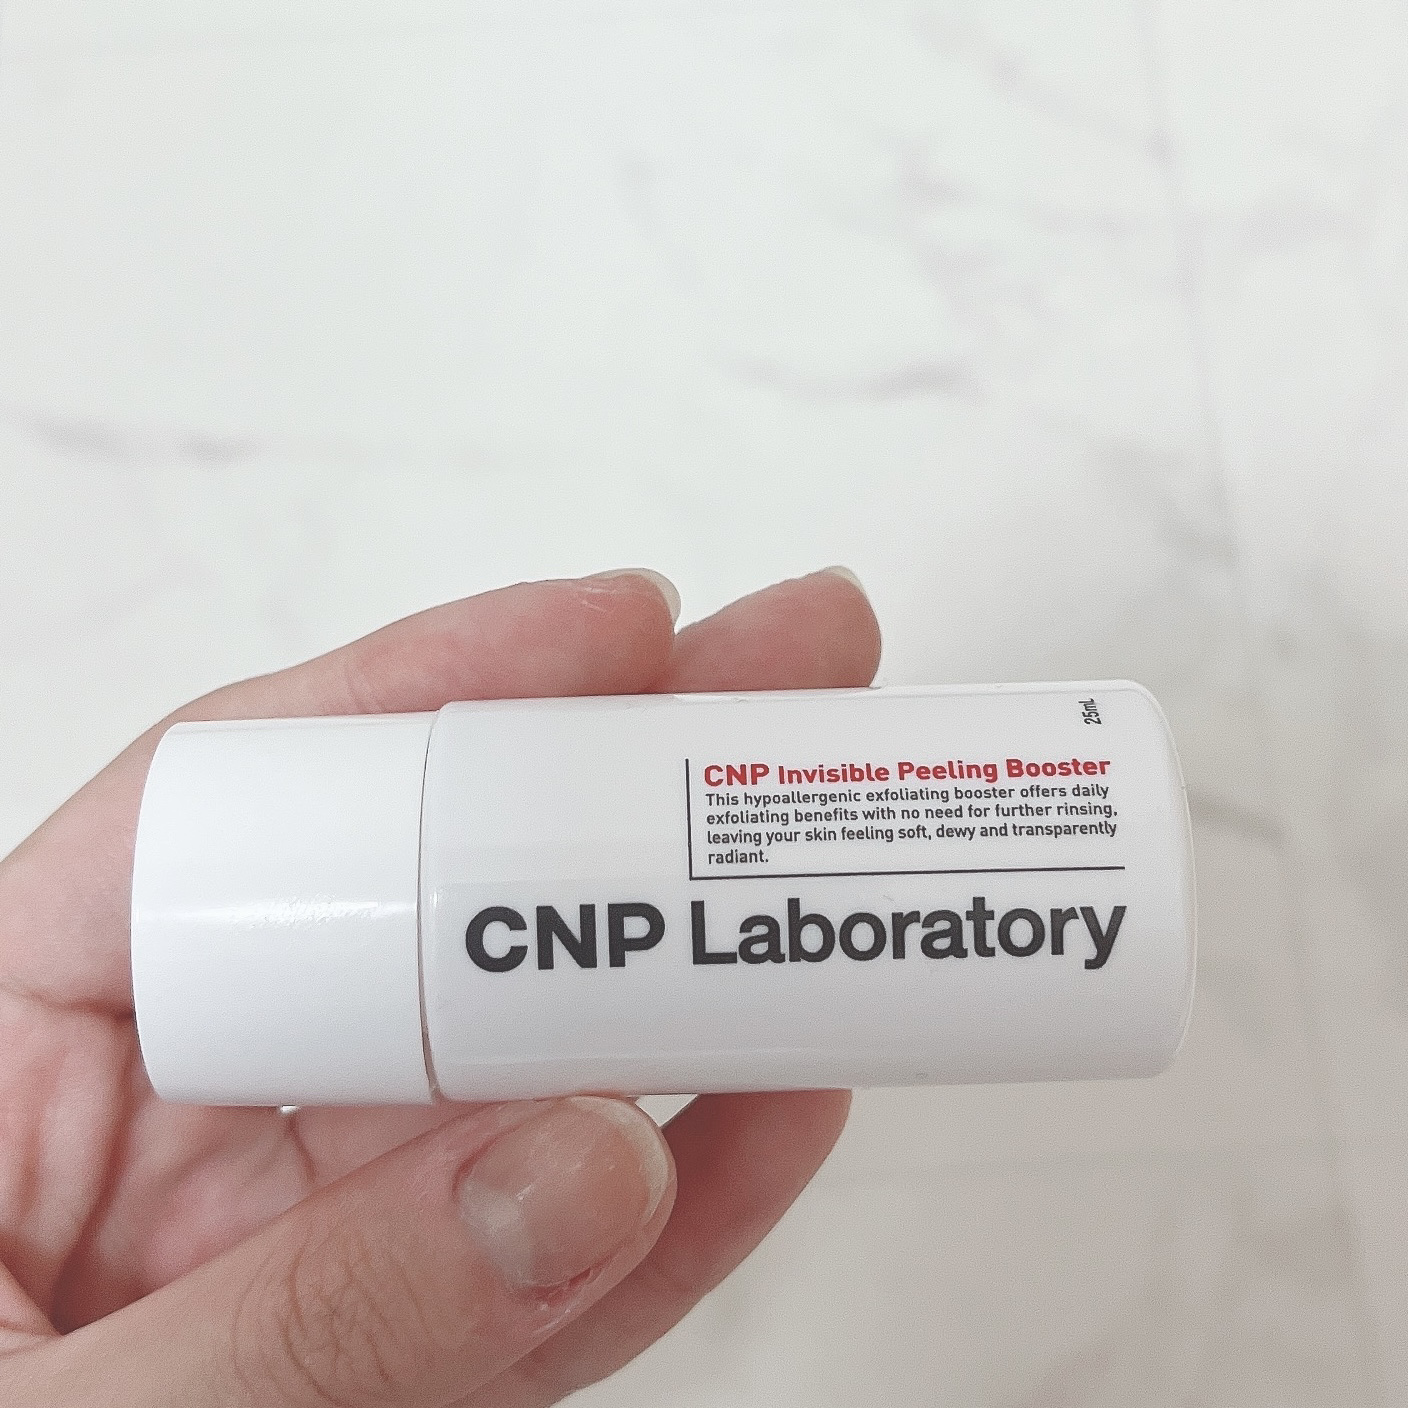 25mL
CNP Invisible Peeling Booster
This hypoallergenic exfoliating booster offers daily
exfoliating benefits with no need for further rinsing,
leaving your skin feeling soft, dewy and transparently
radiant.
CNP Laboratory